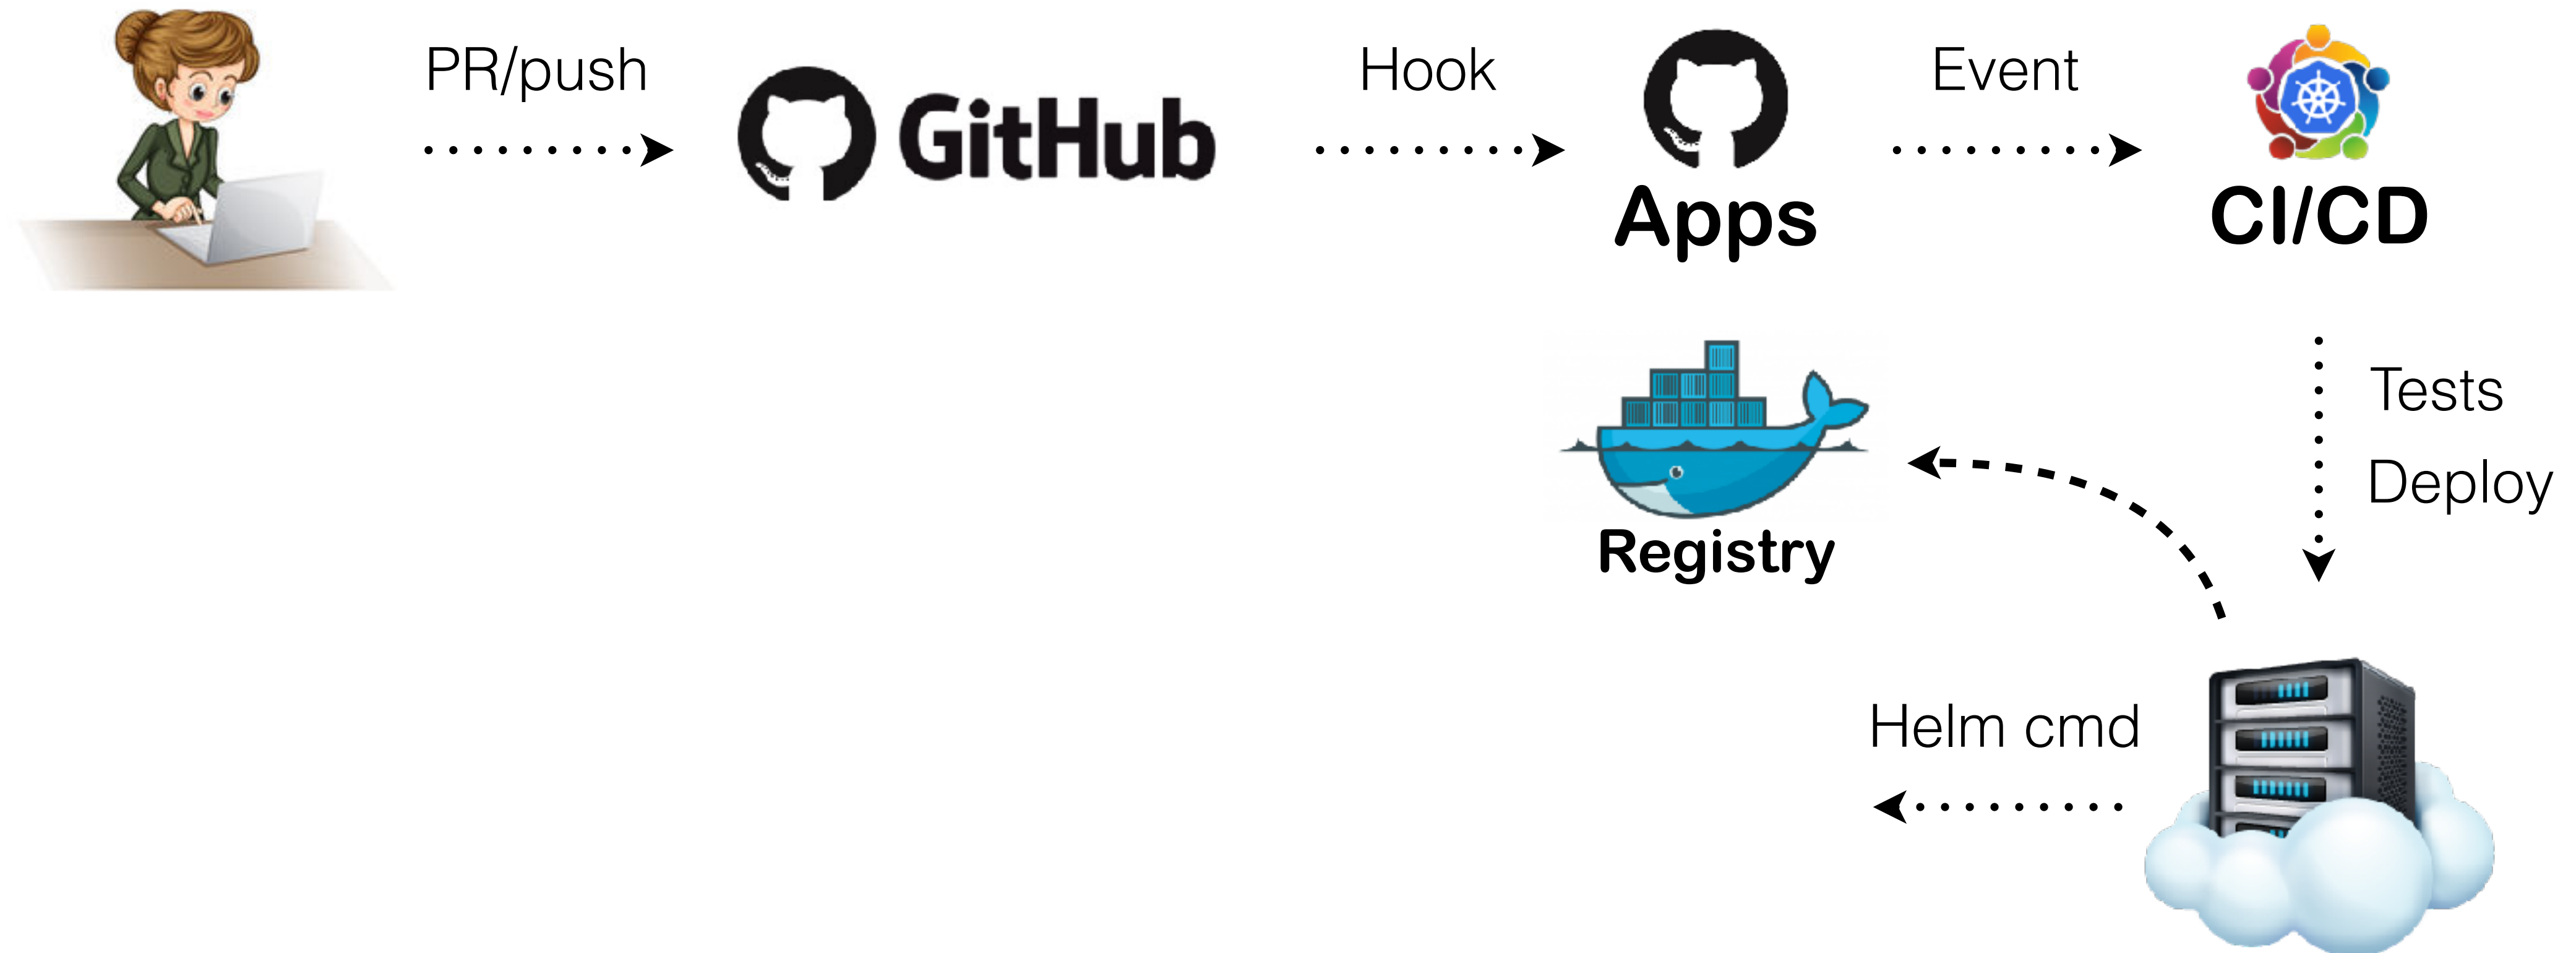 PR/push
GitHub
Hook
Apps
Event
CI/CD
Tests
Deploy
Registry
Helm cmd